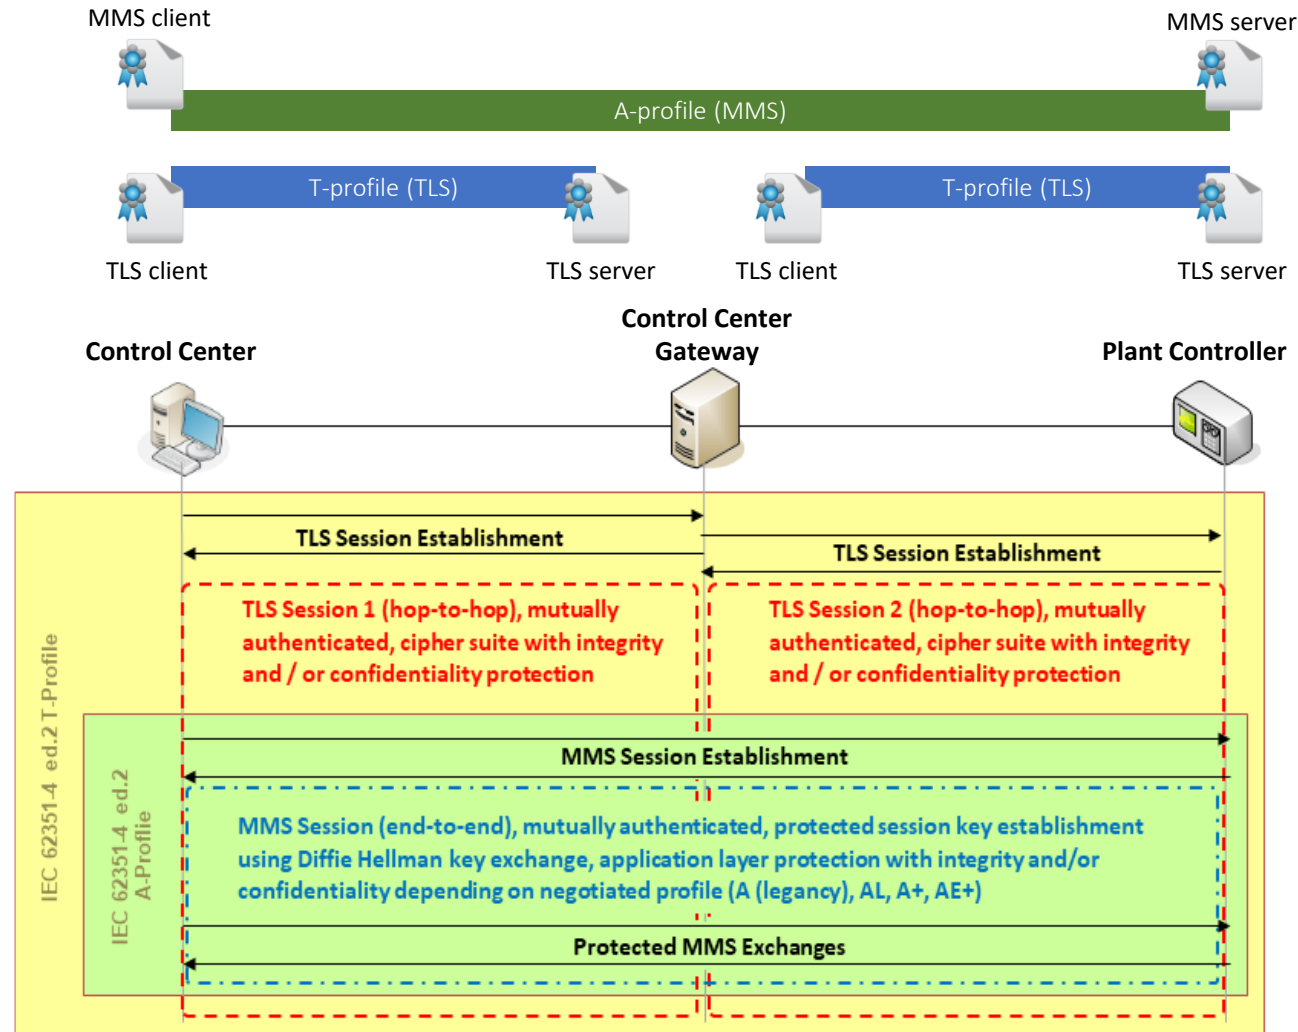 MMS client
MMS server
A-profile (MMS)
T-profile (TLS)
T-profile (TLS)
TLS client
TLS server
TLS client
TLS server
Control Center
Control Center
Gateway
Plant Controller
TLS Session Establishment
TLS Session Establishment
TLS Session 1 (hop-to-hop), mutually
authenticated, cipher suite with integrity
and / or confidentiality protection
TLS Session 2 (hop-to-hop), mutually
authenticated, cipher suite with integrity
and / or confidentiality protection
IEC 62351-4 ed.2 T-Profile
IEC 62351-4 ed.2
A-Proflie
MMS Session Establishment
MMS Session (end-to-end), mutually authenticated, protected session key establishment
using Diffie Hellman key exchange, application layer protection with integrity and/or
confidentiality depending on negotiated profile (A (legancy), AL, A+, AE+)
Protected MMS Exchanges